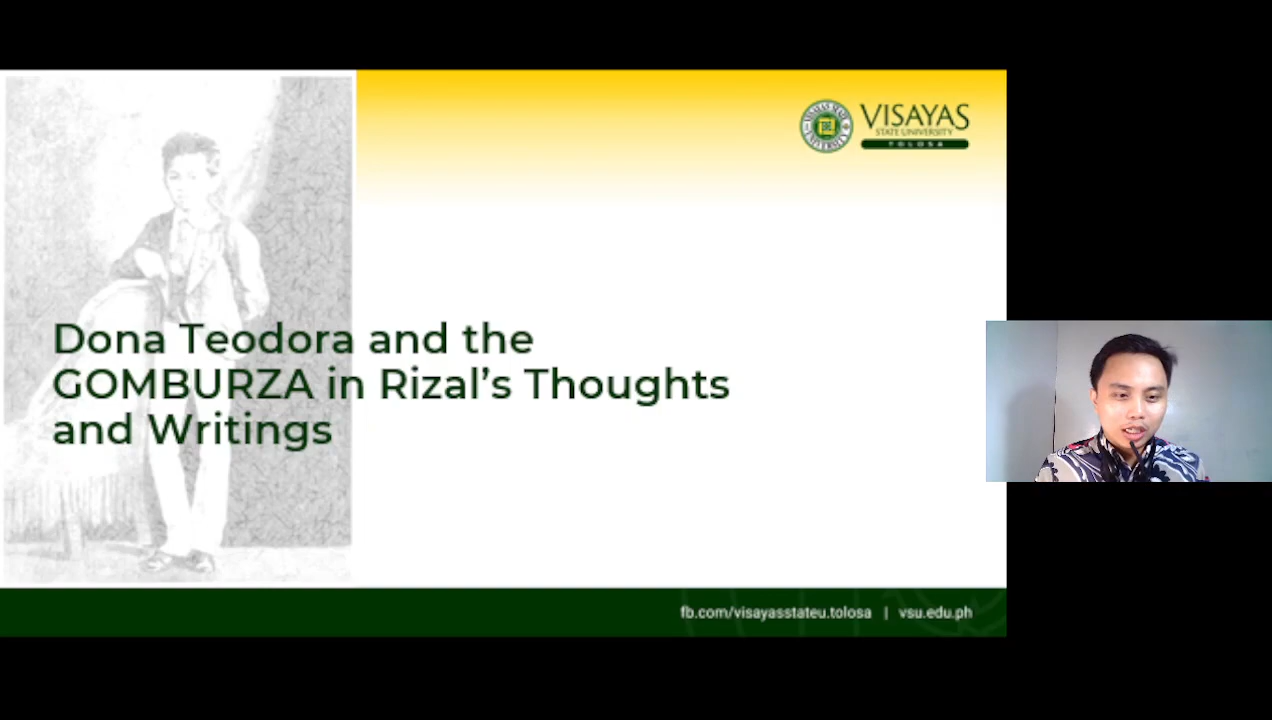 VISAYAS
STATE UNIVERSITY
TOLOSA
Dona Teodora and the
GOMBURZA in Rizal's Thoughts
and Writings
fb.com/visayasstateu.tolosa | vsu.edu.ph